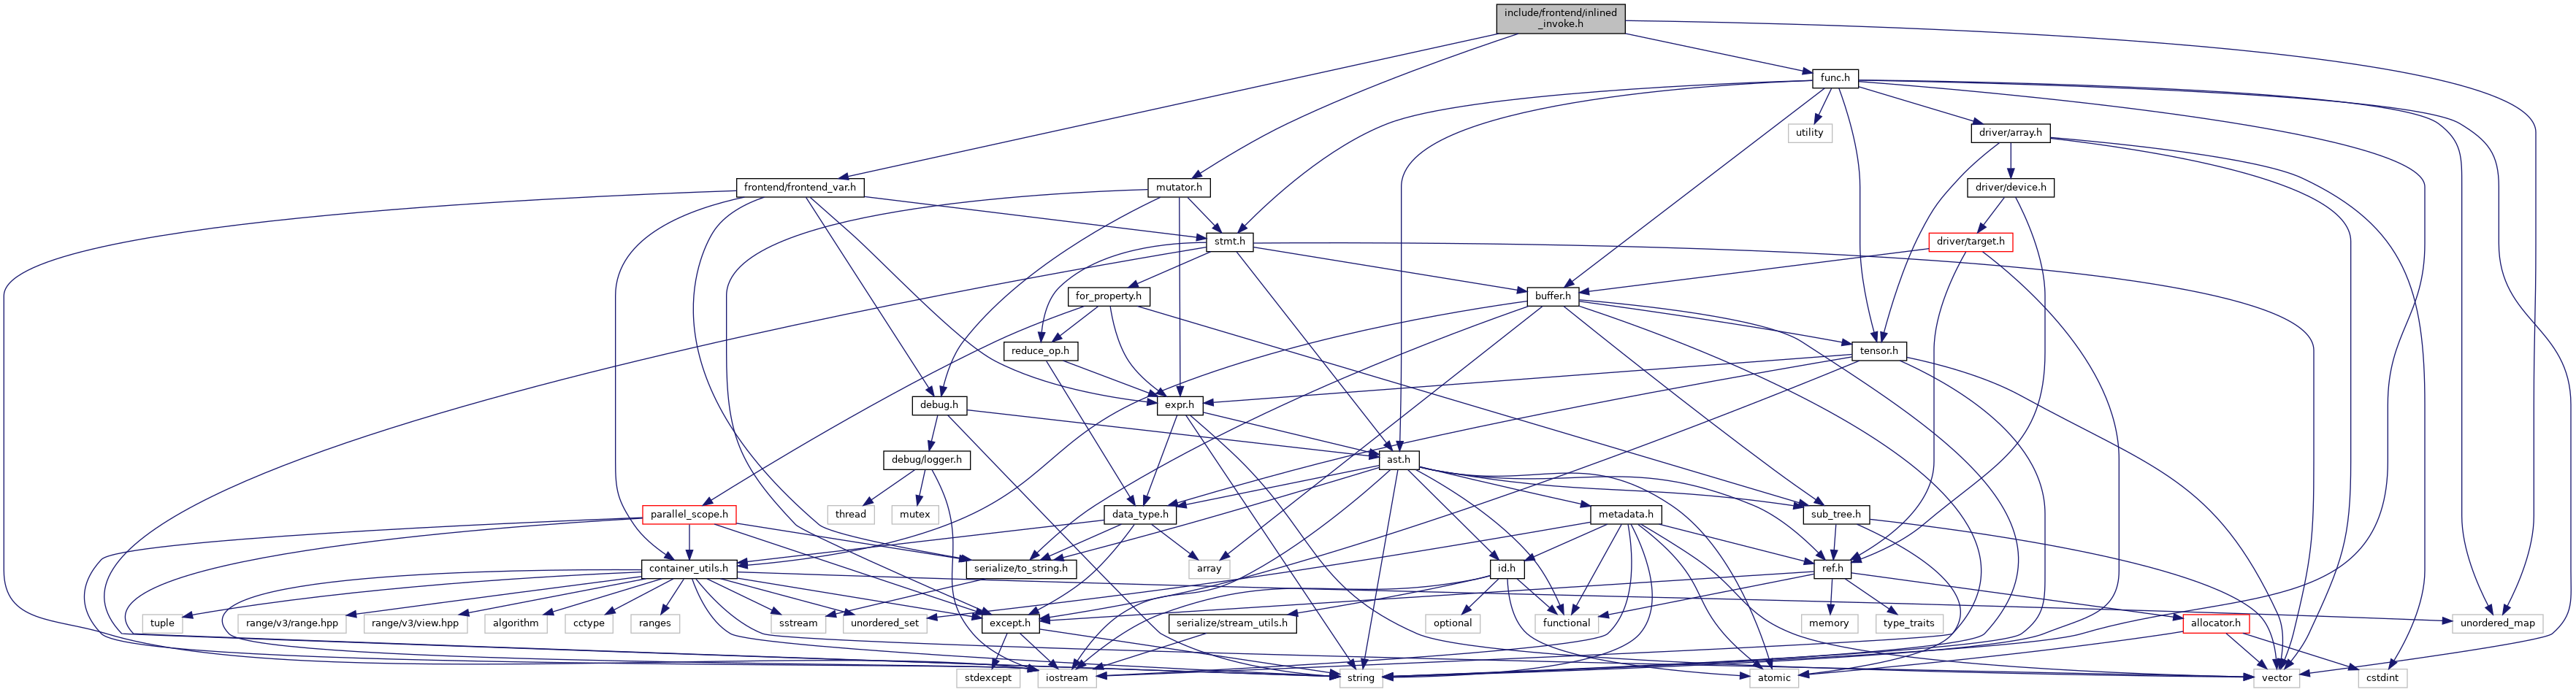 include/frontend/inlined
_invoke.h
func.h
utility
driver/array.h
frontend/frontend_var.h
mutator.h
driver/device.h
stmt.h
driver/target.h
for_property.h
buffer.h
reduce_op.h
tensor.h
debug.h
expr.h
debug/logger.h
ast.h
parallel_scope.h
thread
mutex
data_type.h
metadata.h
sub_tree.h
container_utils.h
serialize/to_string.h
array
id.h
ref.h
tuple
range/v3/range.hpp
range/v3/view.hpp
algorithm
cctype
ranges
sstream
unordered_set
except.h
serialize/stream_utils.h
optional
functional
memory
type_traits
allocator.h
unordered_map
stdexcept
iostream
string
atomic
vector
cstdint